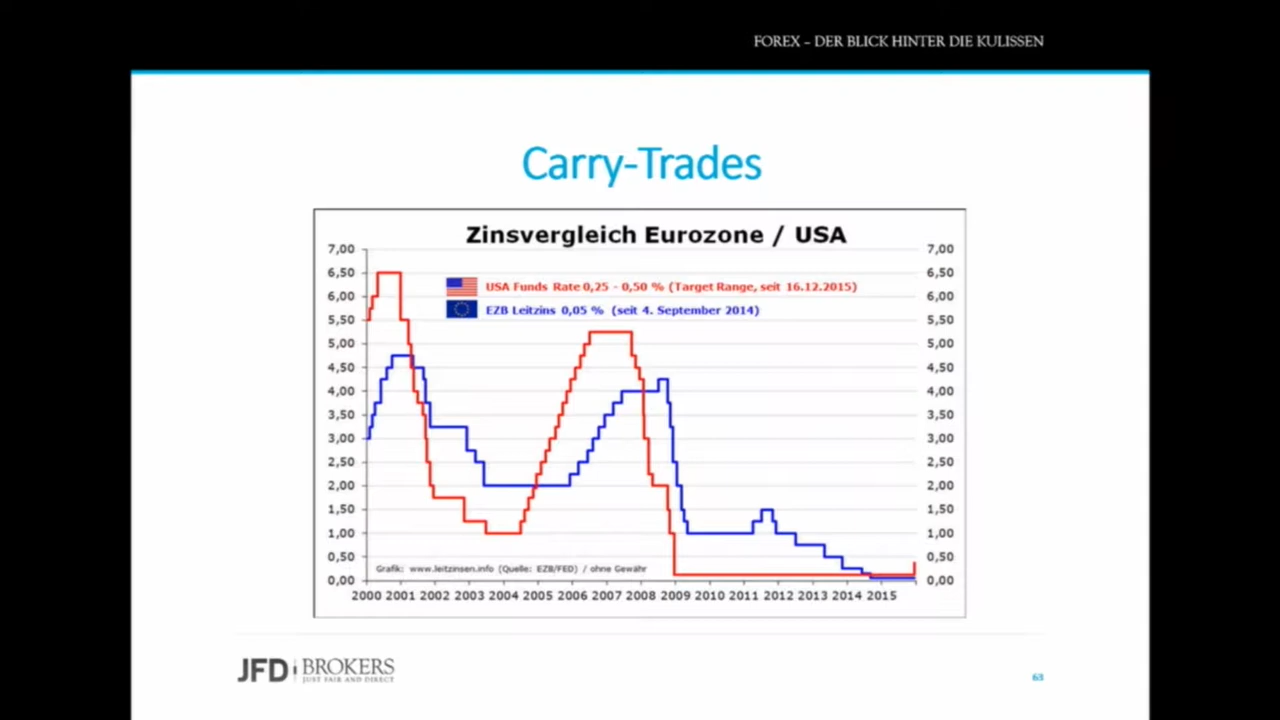 FOREX – DER BLICK HINTER DIE KULISSEN
Carry-Trades
Zinsvergleich Eurozone / USA
USA Funds Rate 0,25 - 0,50 % (Target Range, seit 16.12.2015)
EZB Leitzins 0,05 % (seit 4. September 2014)
7,00 7,00
6,50 6,50
6,00 6,00
5,50 5,50
5,00 5,00
4,50 4,50
4,00 4,00
3,50 3,50
3,00 3,00
2,50 2,50
2,00 2,00
1,50 1,50
1,00 1,00
0,50 0,50
0,00 0,00
Grafik: www.leitzinsen.info (Quelle: EZB/FED) / ohne Gewähr
2000 2001 2002 2003 2004 2005 2006 2007 2008 2009 2010 2011 2012 2013 2014 2015
JFD BROKERS
JUST FAIR AND DIRECT
63